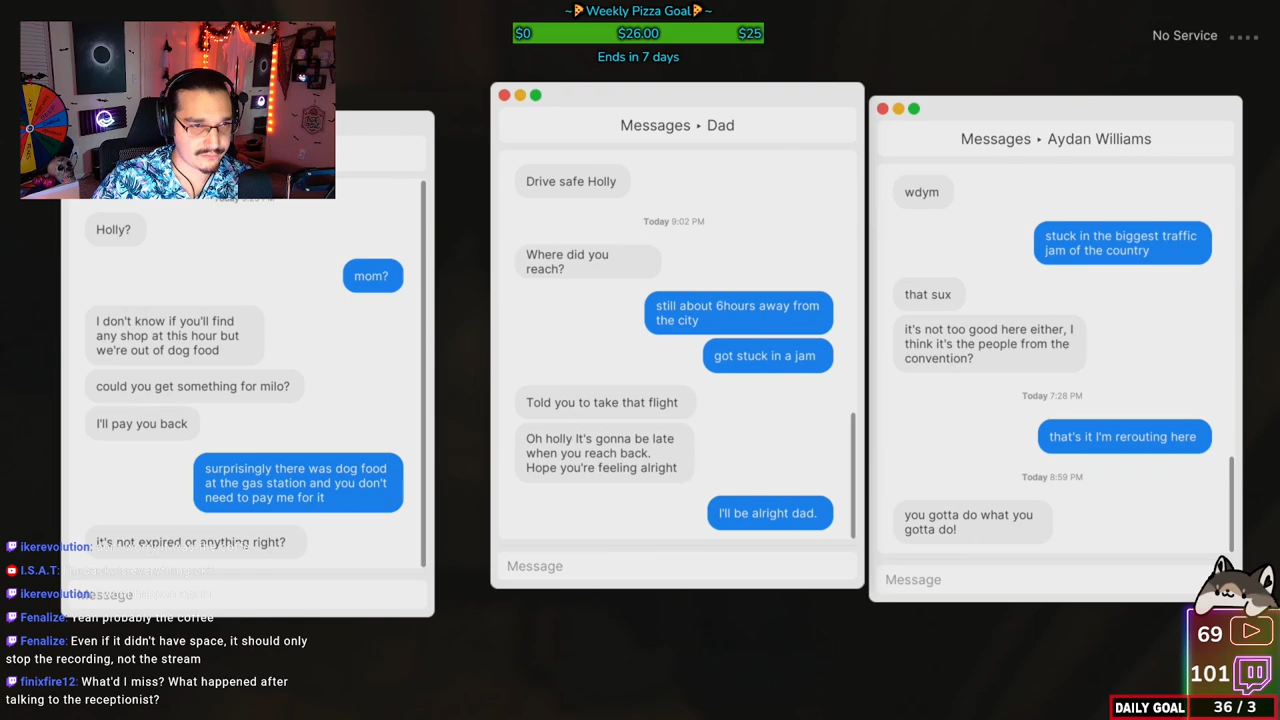 ~🍕Weekly Pizza Goal🍕~
$0 $26.00 $25
Ends in 7 days
No Service
Holly?
mom?
I don't know if you'll find
any shop at this hour but
we're out of dog food
could you get something for milo?
I'll pay you back
surprisingly there was dog food
at the gas station and you don't
need to pay me for it
it's not expired or anything right?
Message
Messages ▸ Dad
Drive safe Holly
Today 9:02 PM
Where did you
reach?
still about 6hours away from
the city
got stuck in a jam
Told you to take that flight
Oh holly It's gonna be late
when you reach back.
Hope you're feeling alright
I'll be alright dad.
Message
Messages ▸ Aydan Williams
wdym
stuck in the biggest traffic
jam of the country
that sux
it's not too good here either, I
think it's the people from the
convention?
Today 7:28 PM
that's it I'm rerouting here
Today 8:59 PM
you gotta do what you
gotta do!
Message
ikerevolution:
I.S.A.T:
ikerevolution:
Fenalize: Yeah probably the coffee
Fenalize: Even if it didn't have space, it should only
stop the recording, not the stream
finixfire12: What'd I miss? What happened after
talking to the receptionist?
69
101
DAILY GOAL 36 / 3